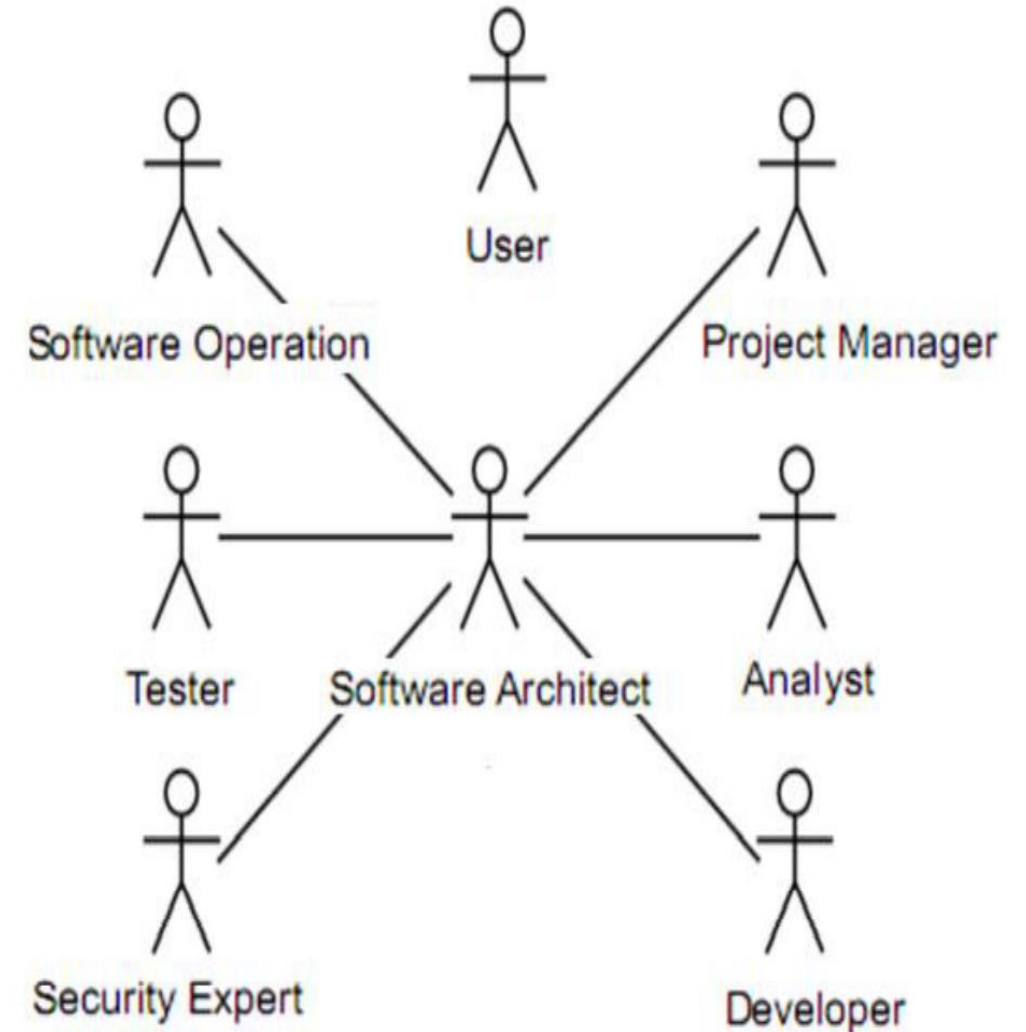 User
Software Operation
Project Manager
Tester
Software Architect
Analyst
Security Expert
Developer